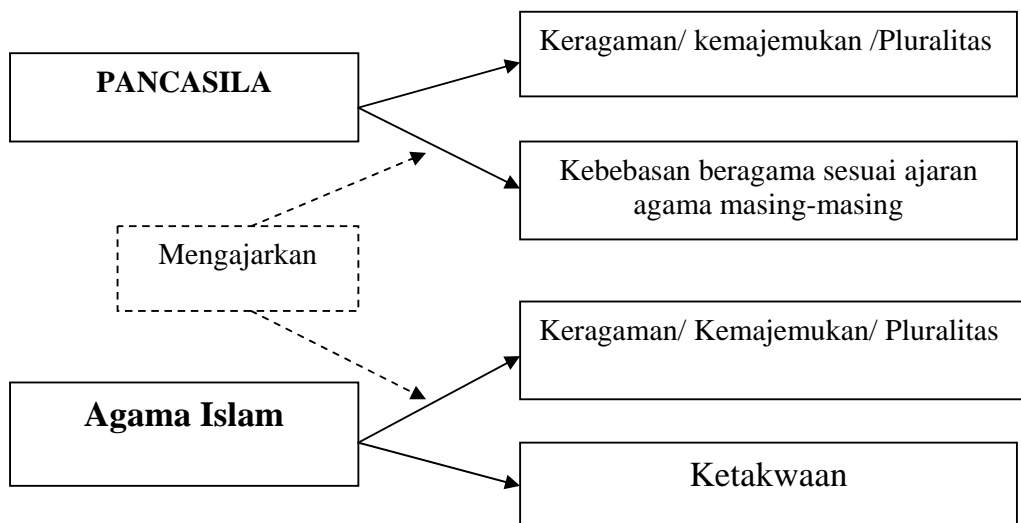 Keragaman/ kemajemukan /Pluralitas
PANCASILA
Kebebasan beragama sesuai ajaran
agama masing-masing
Mengajarkan
Keragaman/ Kemajemukan/ Pluralitas
Agama Islam
Ketakwaan